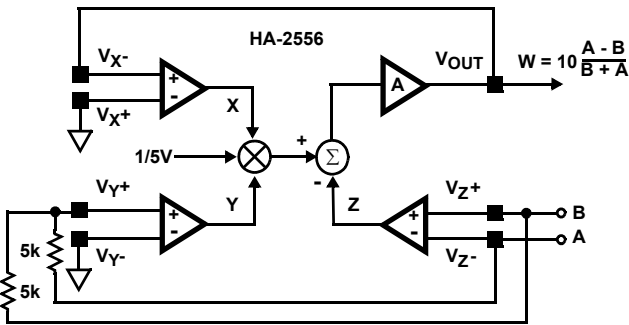 HA-2556
VX-
+
-
VX+
X
1/5V
VY+
+
-
VY-
Y
5k
5k
A
VOUT
W = 10 A - B
B + A
+
Σ
-
Z
+
-
VZ+
VZ-
B
A